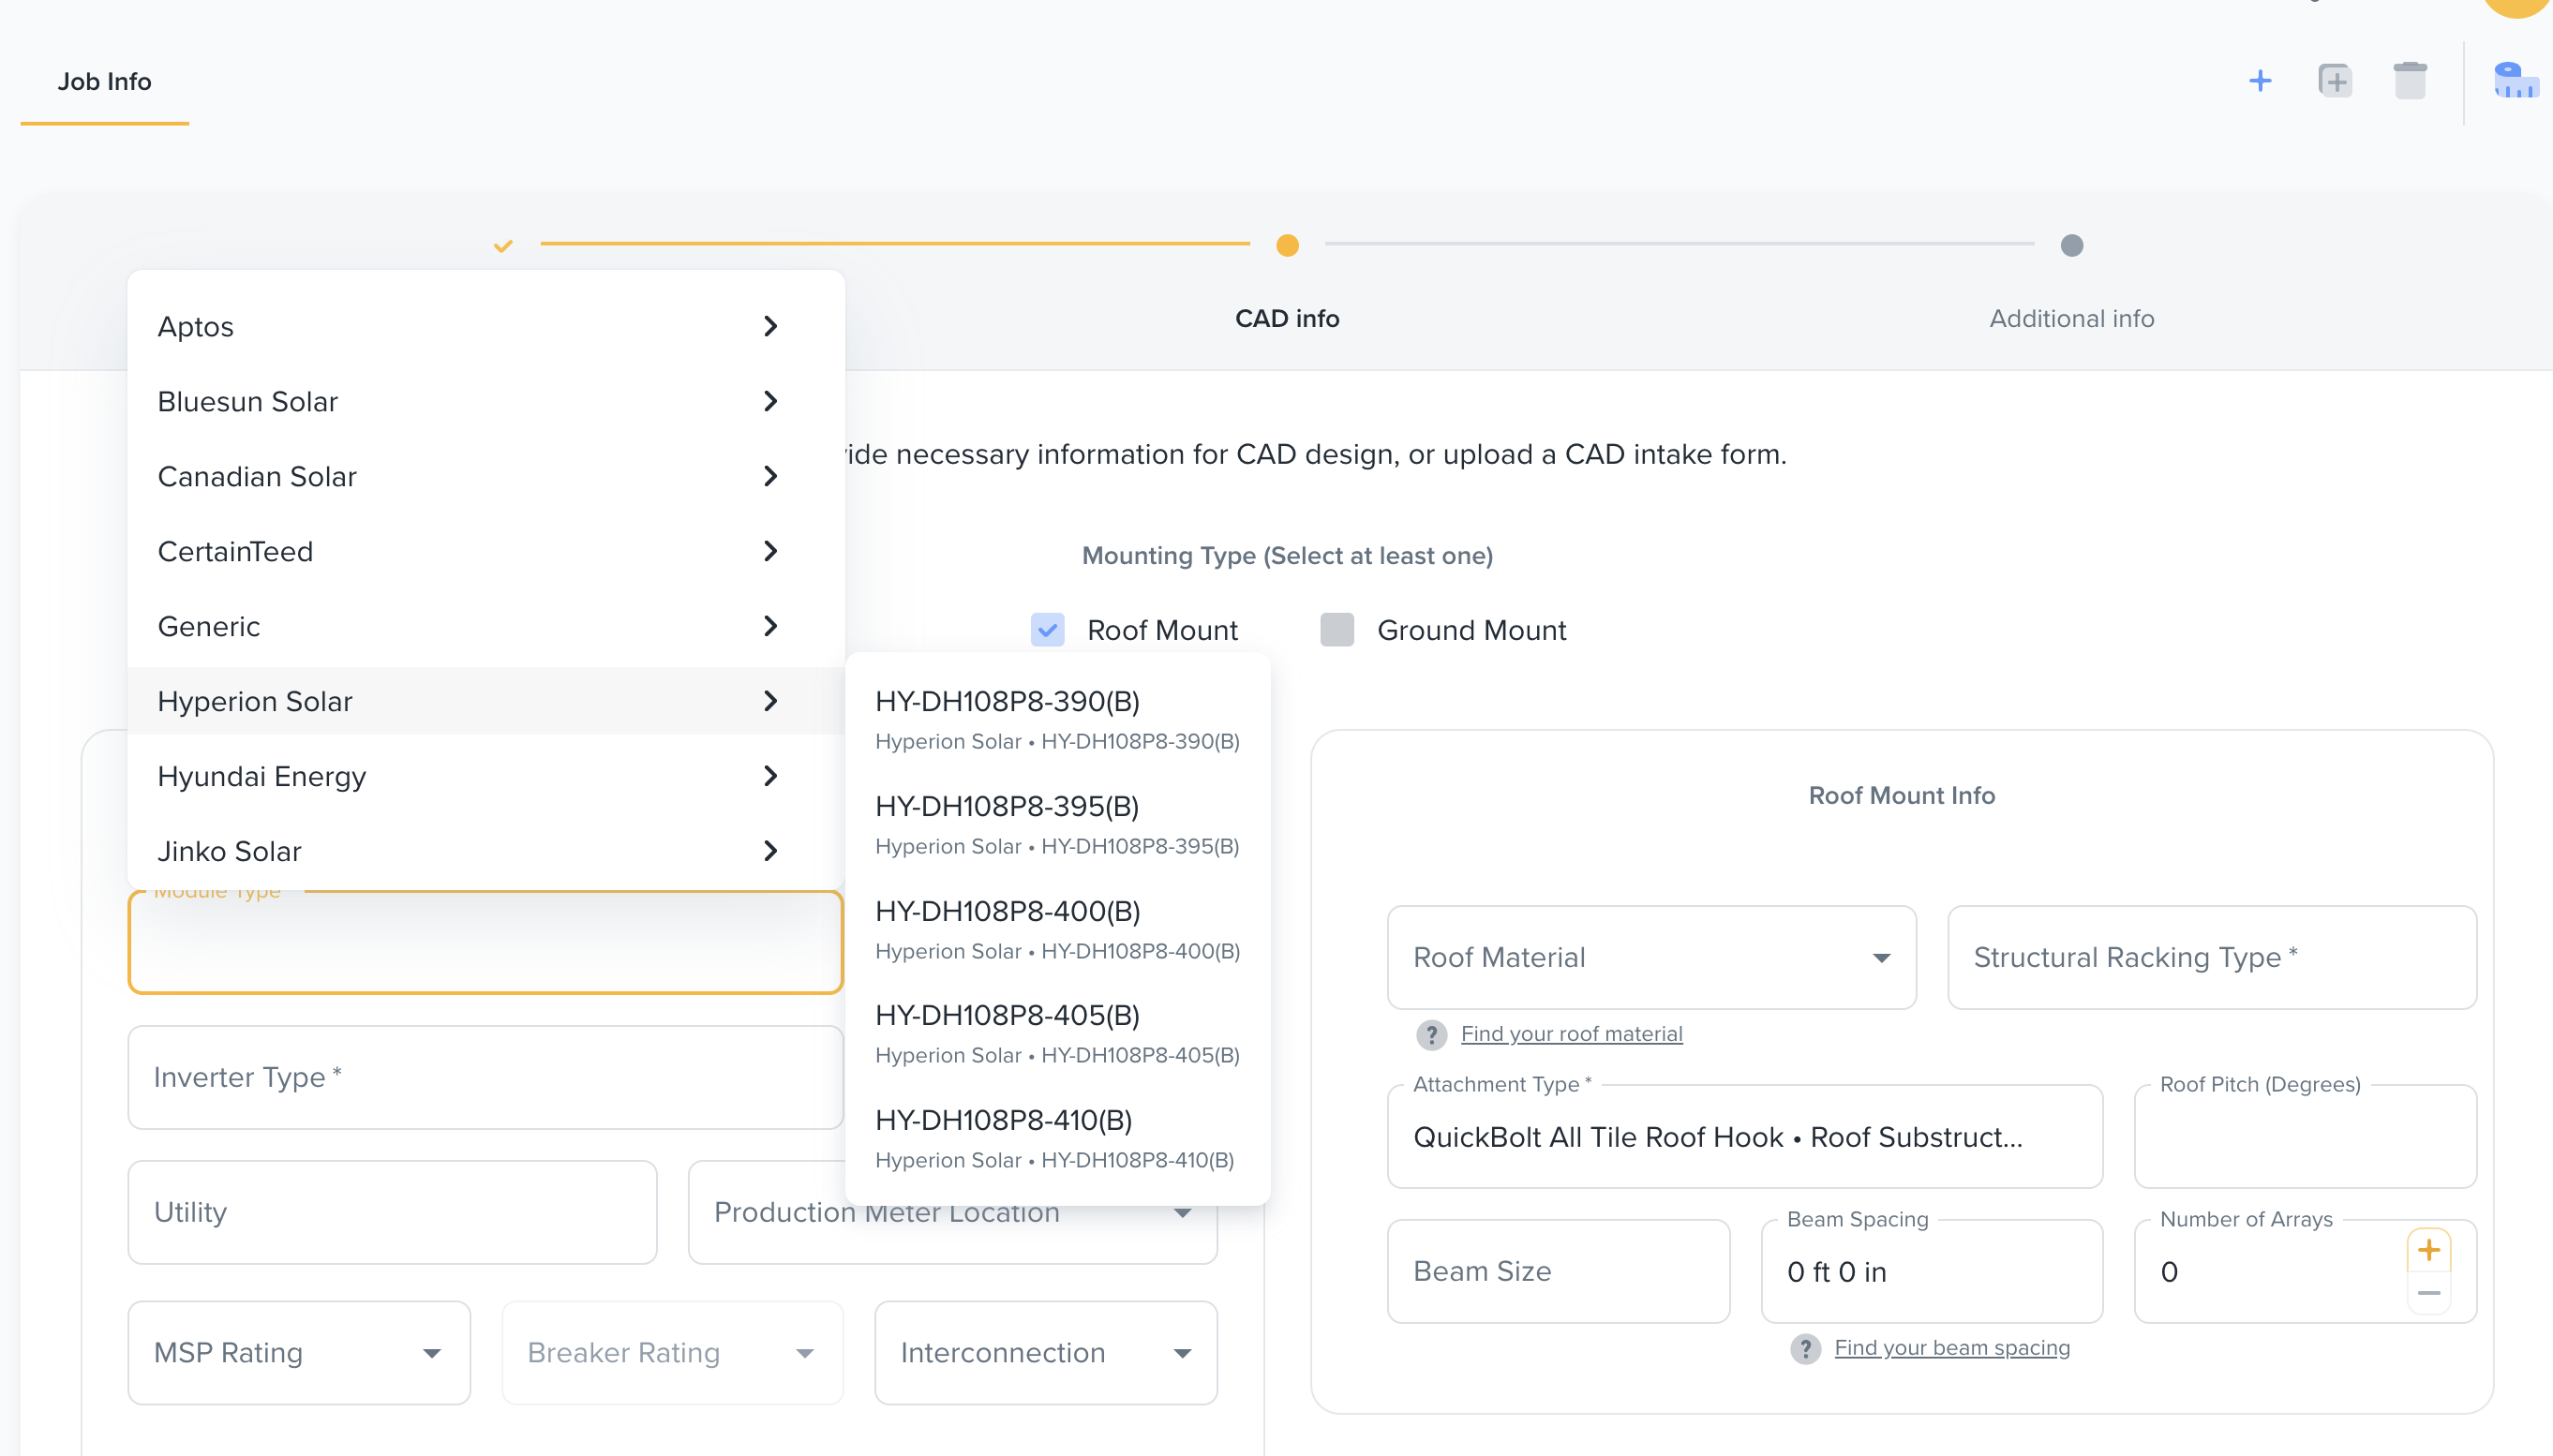 Job Info
CAD info
Additional info
Aptos
Bluesun Solar
Canadian Solar
CertainTeed
Generic
Hyperion Solar
Hyundai Energy
Jinko Solar
necessary information for CAD design, or upload a CAD intake form.
Mounting Type (Select at least one)
Roof Mount
Ground Mount
HY-DH108P8-390(B)
Hyperion Solar • HY-DH108P8-390(B)
HY-DH108P8-395(B)
Hyperion Solar • HY-DH108P8-395(B)
HY-DH108P8-400(B)
Hyperion Solar • HY-DH108P8-400(B)
HY-DH108P8-405(B)
Hyperion Solar • HY-DH108P8-405(B)
HY-DH108P8-410(B)
Hyperion Solar • HY-DH108P8-410(B)
Module Type
Inverter Type *
Utility
Production Meter Location
MSP Rating
Breaker Rating
Interconnection
Roof Mount Info
Roof Material
Structural Racking Type *
? Find your roof material
Attachment Type *
QuickBolt All Tile Roof Hook • Roof Substruct...
Roof Pitch (Degrees)
Beam Size
Beam Spacing
0 ft 0 in
Number of Arrays
0
? Find your beam spacing